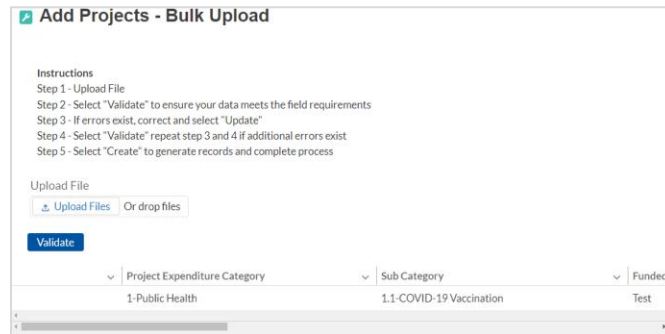 Add Projects - Bulk Upload
Instructions
Step 1 - Upload File
Step 2 - Select "Validate" to ensure your data meets the field requirements
Step 3 - If errors exist, correct and select "Update"
Step 4 - Select "Validate" repeat step 3 and 4 if additional errors exist
Step 5 - Select "Create" to generate records and complete process
Upload File
Upload Files Or drop files
Validate
Project Expenditure Category Sub Category Funded
1-Public Health 1.1-COVID-19 Vaccination Test